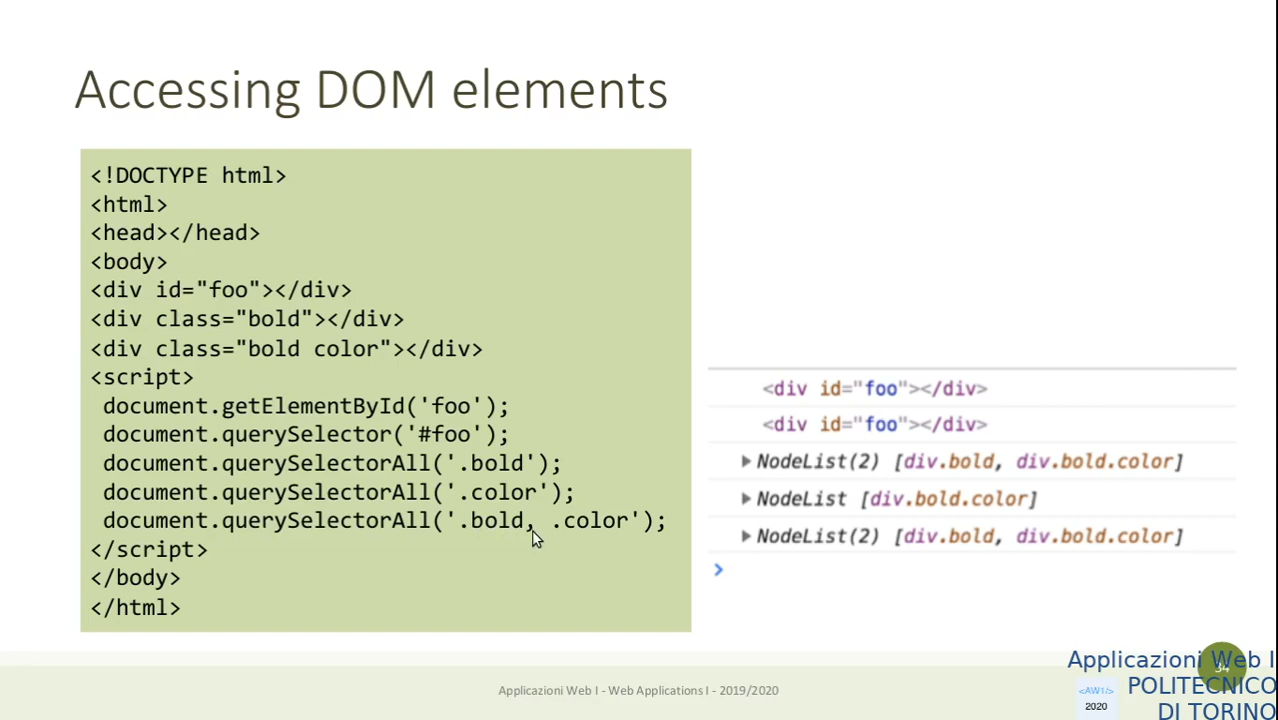 Accessing DOM elements
<!DOCTYPE html>
<html>
<head></head>
<body>
<div id="foo"></div>
<div class="bold"></div>
<div class="bold color"></div>
<script>
document.getElementById('foo');
document.querySelector('#foo');
document.querySelectorAll('.bold');
document.querySelectorAll('.color');
document.querySelectorAll('.bold, .color');
</script>
</body>
</html>
<div id="foo"></div>
<div id="foo"></div>
NodeList(2) [div.bold, div.bold.color]
NodeList [div.bold.color]
NodeList(2) [div.bold, div.bold.color]
Applicazioni Web I - Web Applications I - 2019/2020
34
Applicazioni Web I
POLITECNICO
DI TORINO
<AW1/>
2020